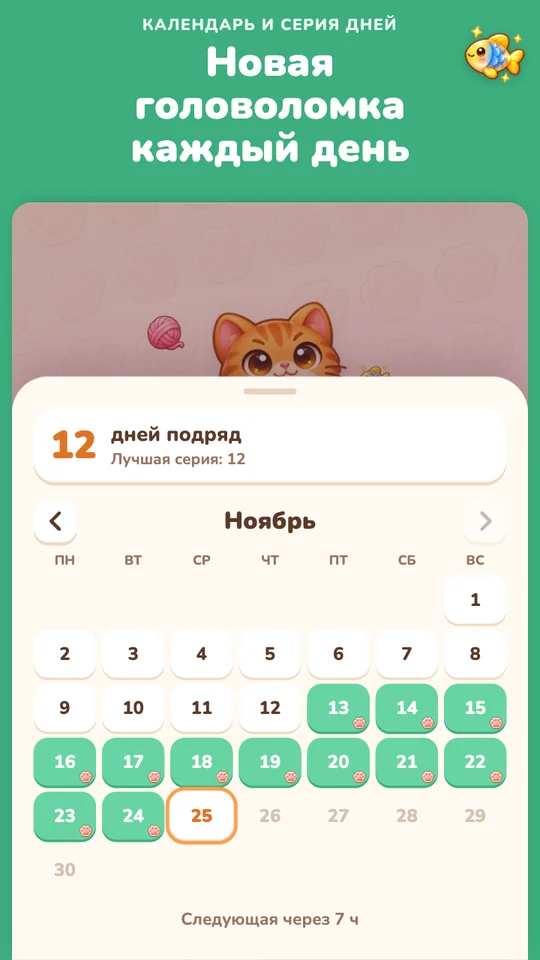 КАЛЕНДАРЬ И СЕРИЯ ДНЕЙ
Новая
головоломка
каждый день
12 дней подряд
Лучшая серия: 12
Ноябрь
ПН ВТ СР ЧТ ПТ СБ ВС
1
2 3 4 5 6 7 8
9 10 11 12 13 14 15
16 17 18 19 20 21 22
23 24 25 26 27 28 29
30
Следующая через 7 ч